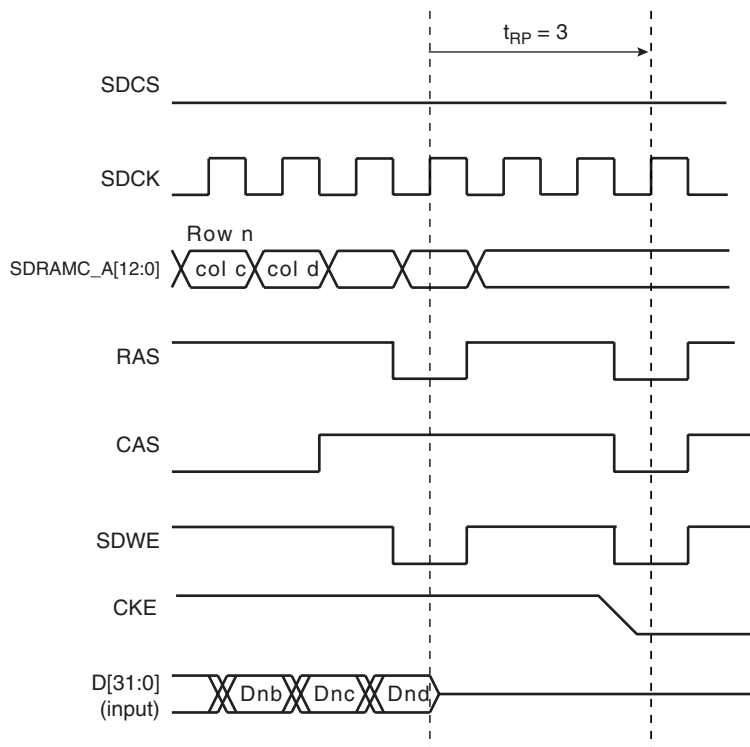 tRP = 3
SDCS
SDCK
Row n
SDRAMC_A[12:0]
col c
col d
RAS
CAS
SDWE
CKE
D[31:0]
(input)
Dnb
Dnc
Dnd